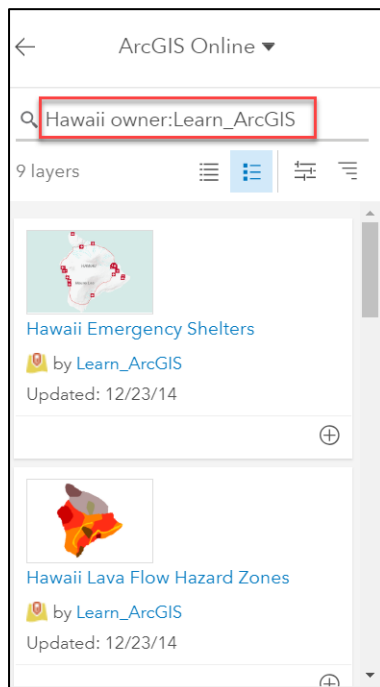 ArcGIS Online
Hawaii owner:Learn_ArcGIS
9 layers
Hawaii Emergency Shelters
by Learn_ArcGIS
Updated: 12/23/14
Hawaii Lava Flow Hazard Zones
by Learn_ArcGIS
Updated: 12/23/14